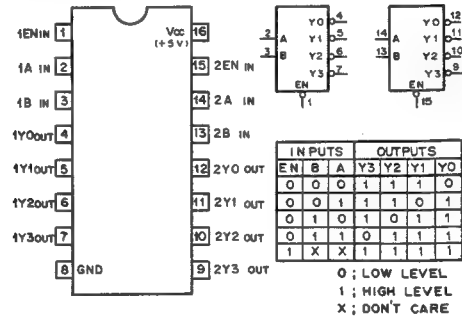 1EN IN 1
1A IN 2
1B IN 3
1Y0 OUT 4
1Y1 OUT 5
1Y2 OUT 6
1Y3 OUT 7
8 GND
Vcc 16
(+5V)
15 2EN IN
14 2A IN
13 2B IN
12 2Y0 OUT
11 2Y1 OUT
10 2Y2 OUT
9 2Y3 OUT
Y0 4
2 A Y1 5
3 B Y2 6
Y3 7
EN
1
Y0 12
14 A Y1 11
13 B Y2 10
Y3 9
EN
15
INPUTS OUTPUTS
EN B A Y3 Y2 Y1 Y0
0 0 0 1 1 1 0
0 0 1 1 1 0 1
0 1 0 1 0 1 1
0 1 1 0 1 1 1
1 X X 1 1 1 1
0 ; LOW LEVEL
1 ; HIGH LEVEL
X ; DON'T CARE